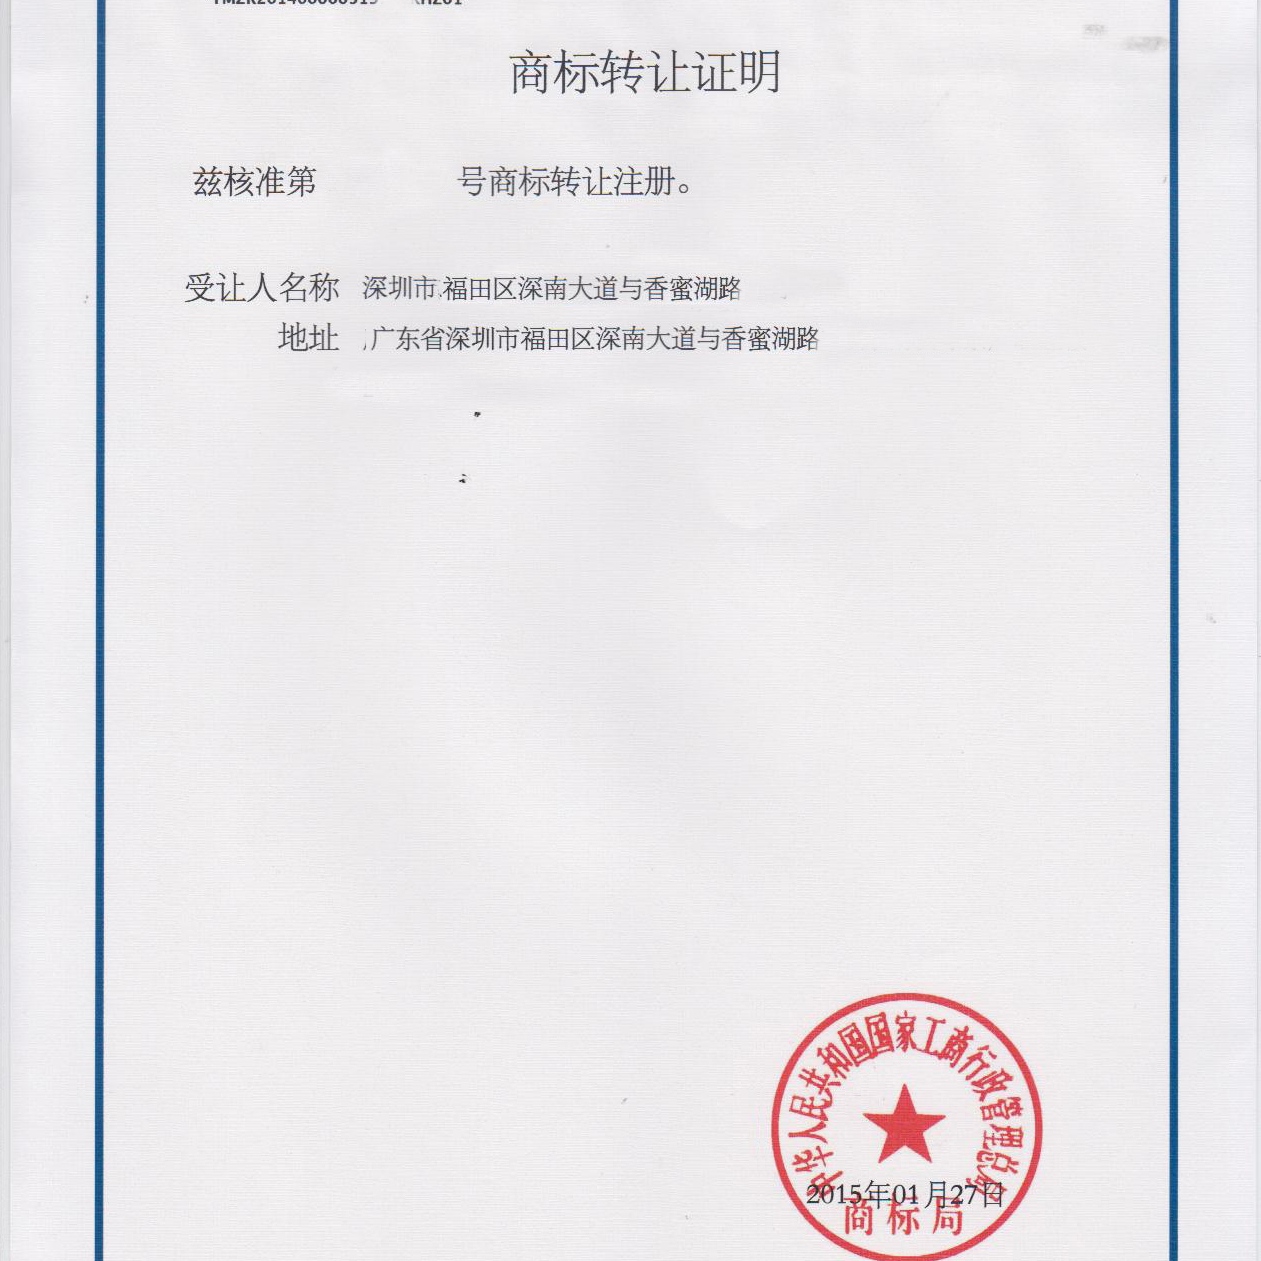 商标转让证明
兹核准第 号商标转让注册。
受让人名称 深圳市福田区深南大道与香蜜湖路
地址 广东省深圳市福田区深南大道与香蜜湖路
中华人民共和国国家工商行政管理总局
2015年01月27日
商标局